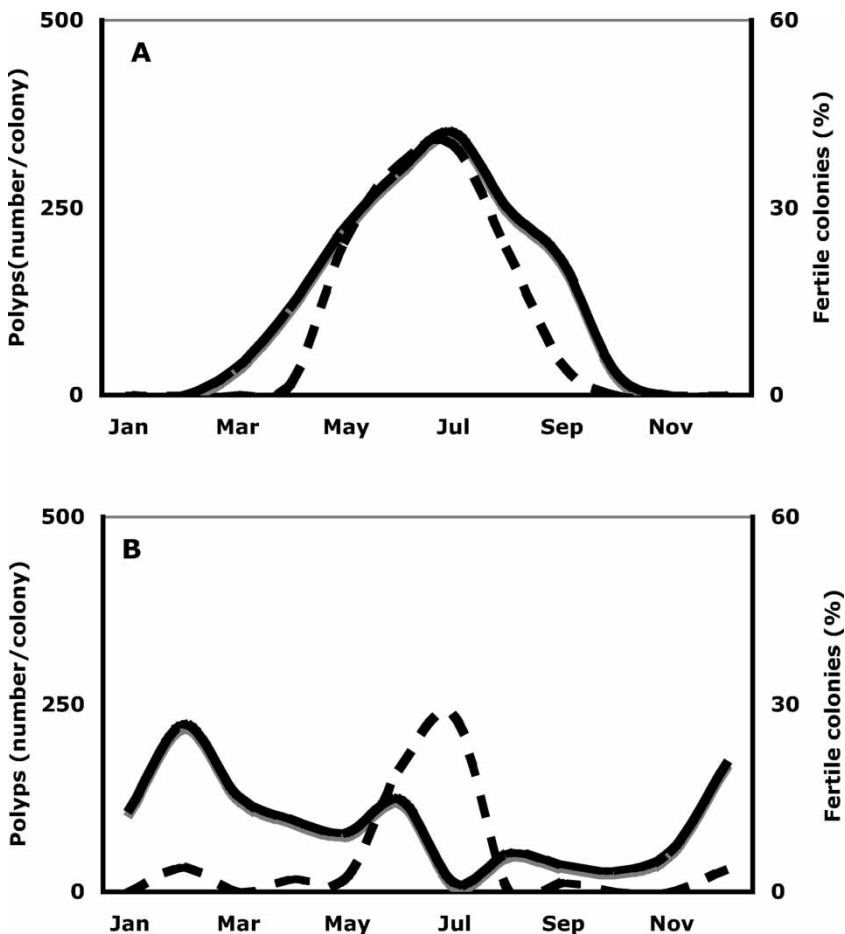 A
500
250
0
Polyps(number/colony)
60
30
0
Fertile colonies (%)
Jan Mar May Jul Sep Nov
B
500
250
0
Polyps (number/colony)
60
30
0
Fertile colonies (%)
Jan Mar May Jul Sep Nov